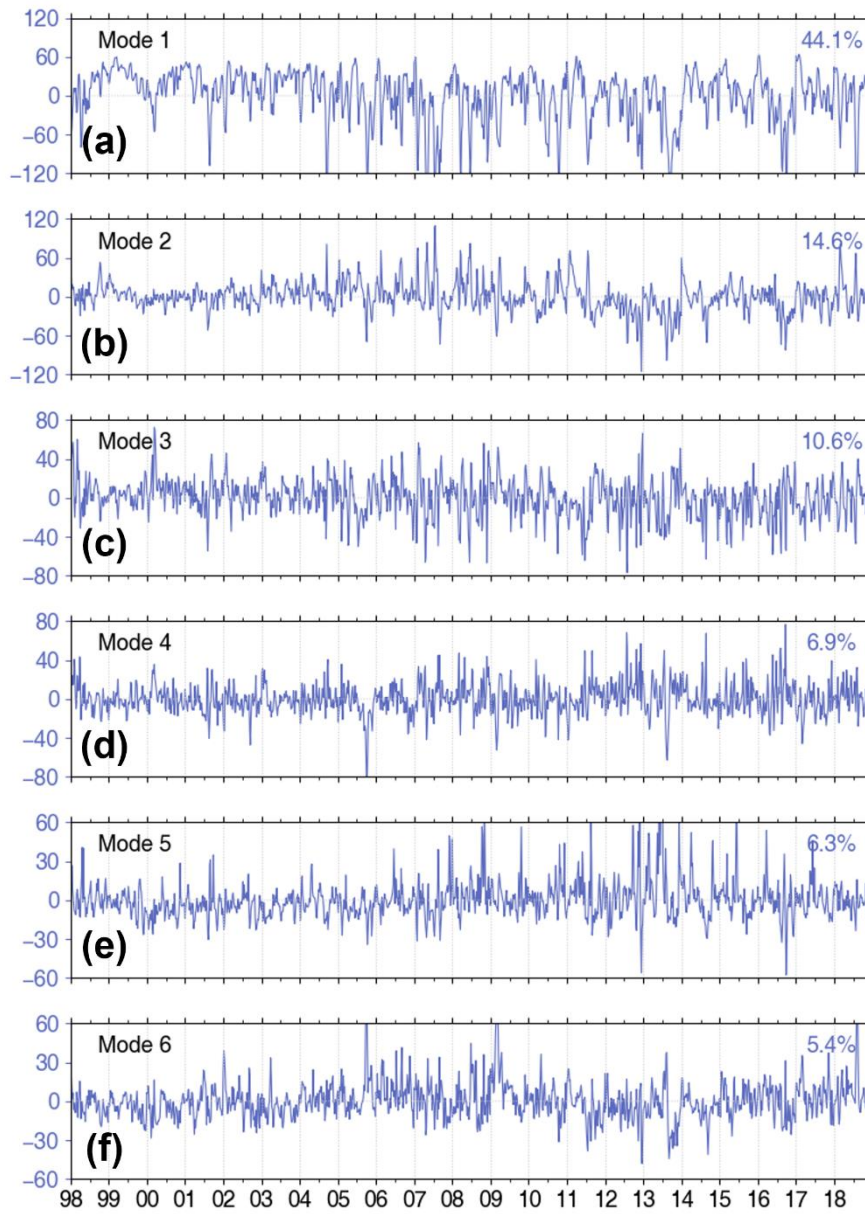 120
Mode 1
44.1%
60
0
−60
(a)
−120
120
Mode 2
14.6%
60
0
−60
(b)
−120
80
Mode 3
10.6%
40
0
−40
(c)
−80
80
Mode 4
6.9%
40
0
−40
(d)
−80
60
Mode 5
6.3%
30
0
−30
(e)
−60
60
Mode 6
5.4%
30
0
−30
(f)
−60
98 99 00 01 02 03 04 05 06 07 08 09 10 11 12 13 14 15 16 17 18